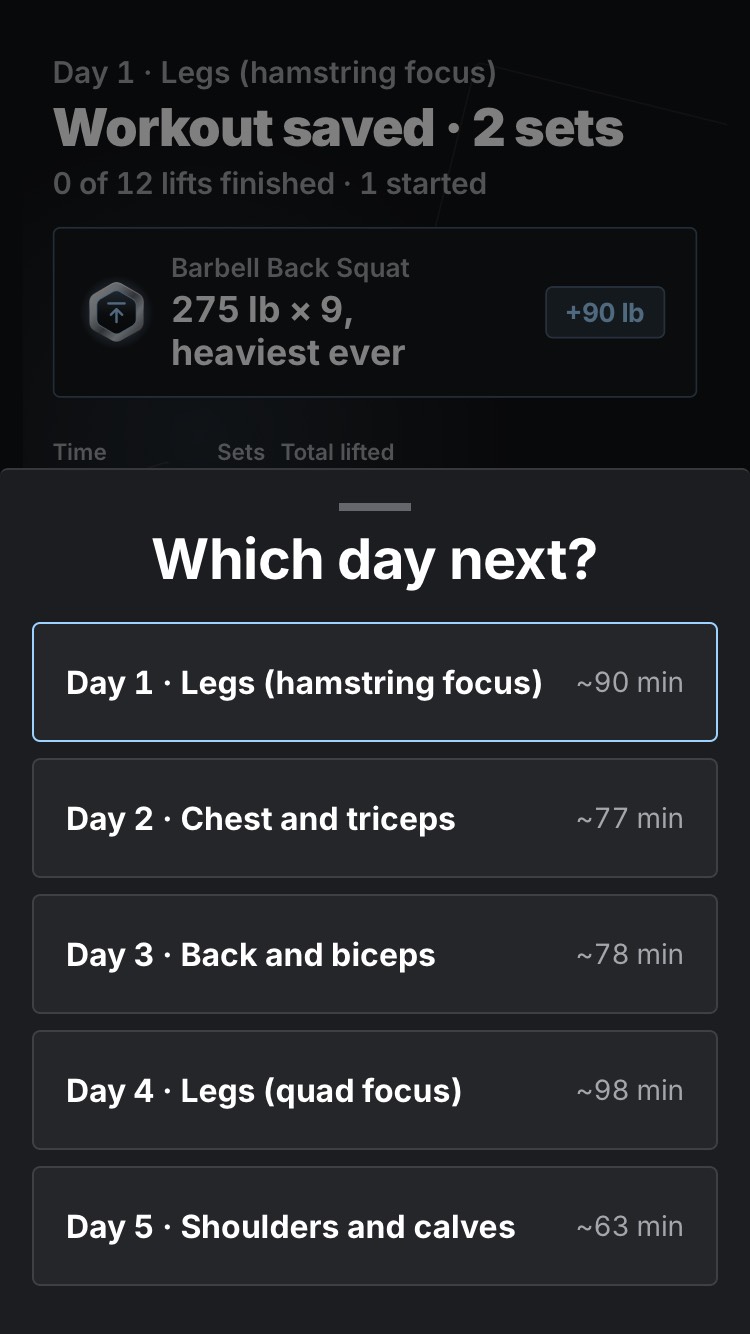 Day 1 · Legs (hamstring focus)
Workout saved · 2 sets
0 of 12 lifts finished · 1 started
Barbell Back Squat
275 lb × 9,
heaviest ever
+90 lb
Time Sets Total lifted
Which day next?
Day 1 · Legs (hamstring focus) ~90 min
Day 2 · Chest and triceps ~77 min
Day 3 · Back and biceps ~78 min
Day 4 · Legs (quad focus) ~98 min
Day 5 · Shoulders and calves ~63 min